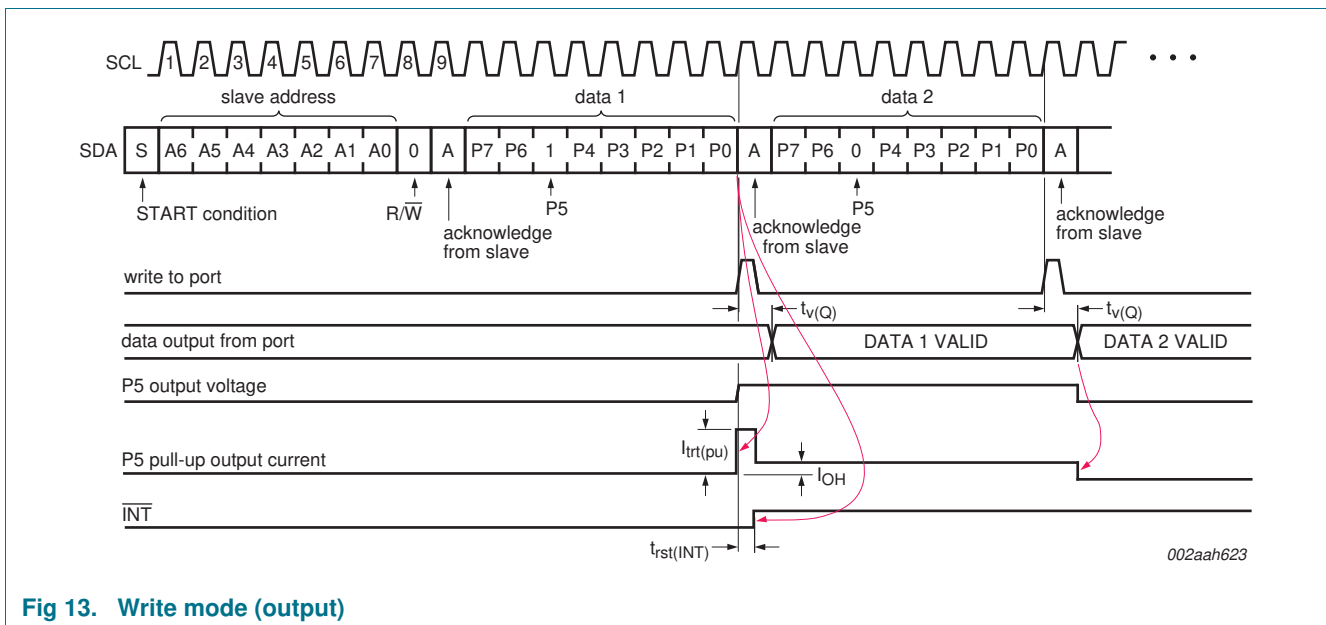 SCL 1 2 3 4 5 6 7 8 9
slave address data 1 data 2
SDA S A6 A5 A4 A3 A2 A1 A0 0 A P7 P6 1 P4 P3 P2 P1 P0 A P7 P6 0 P4 P3 P2 P1 P0 A
START condition R/W̅ P5 P5
acknowledge from slave
acknowledge from slave
acknowledge from slave
write to port
tv(Q) tv(Q)
data output from port DATA 1 VALID DATA 2 VALID
P5 output voltage
Itrt(pu)
P5 pull-up output current
IOH
I̅N̅T̅
trst(INT)
002aah623
Fig 13. Write mode (output)